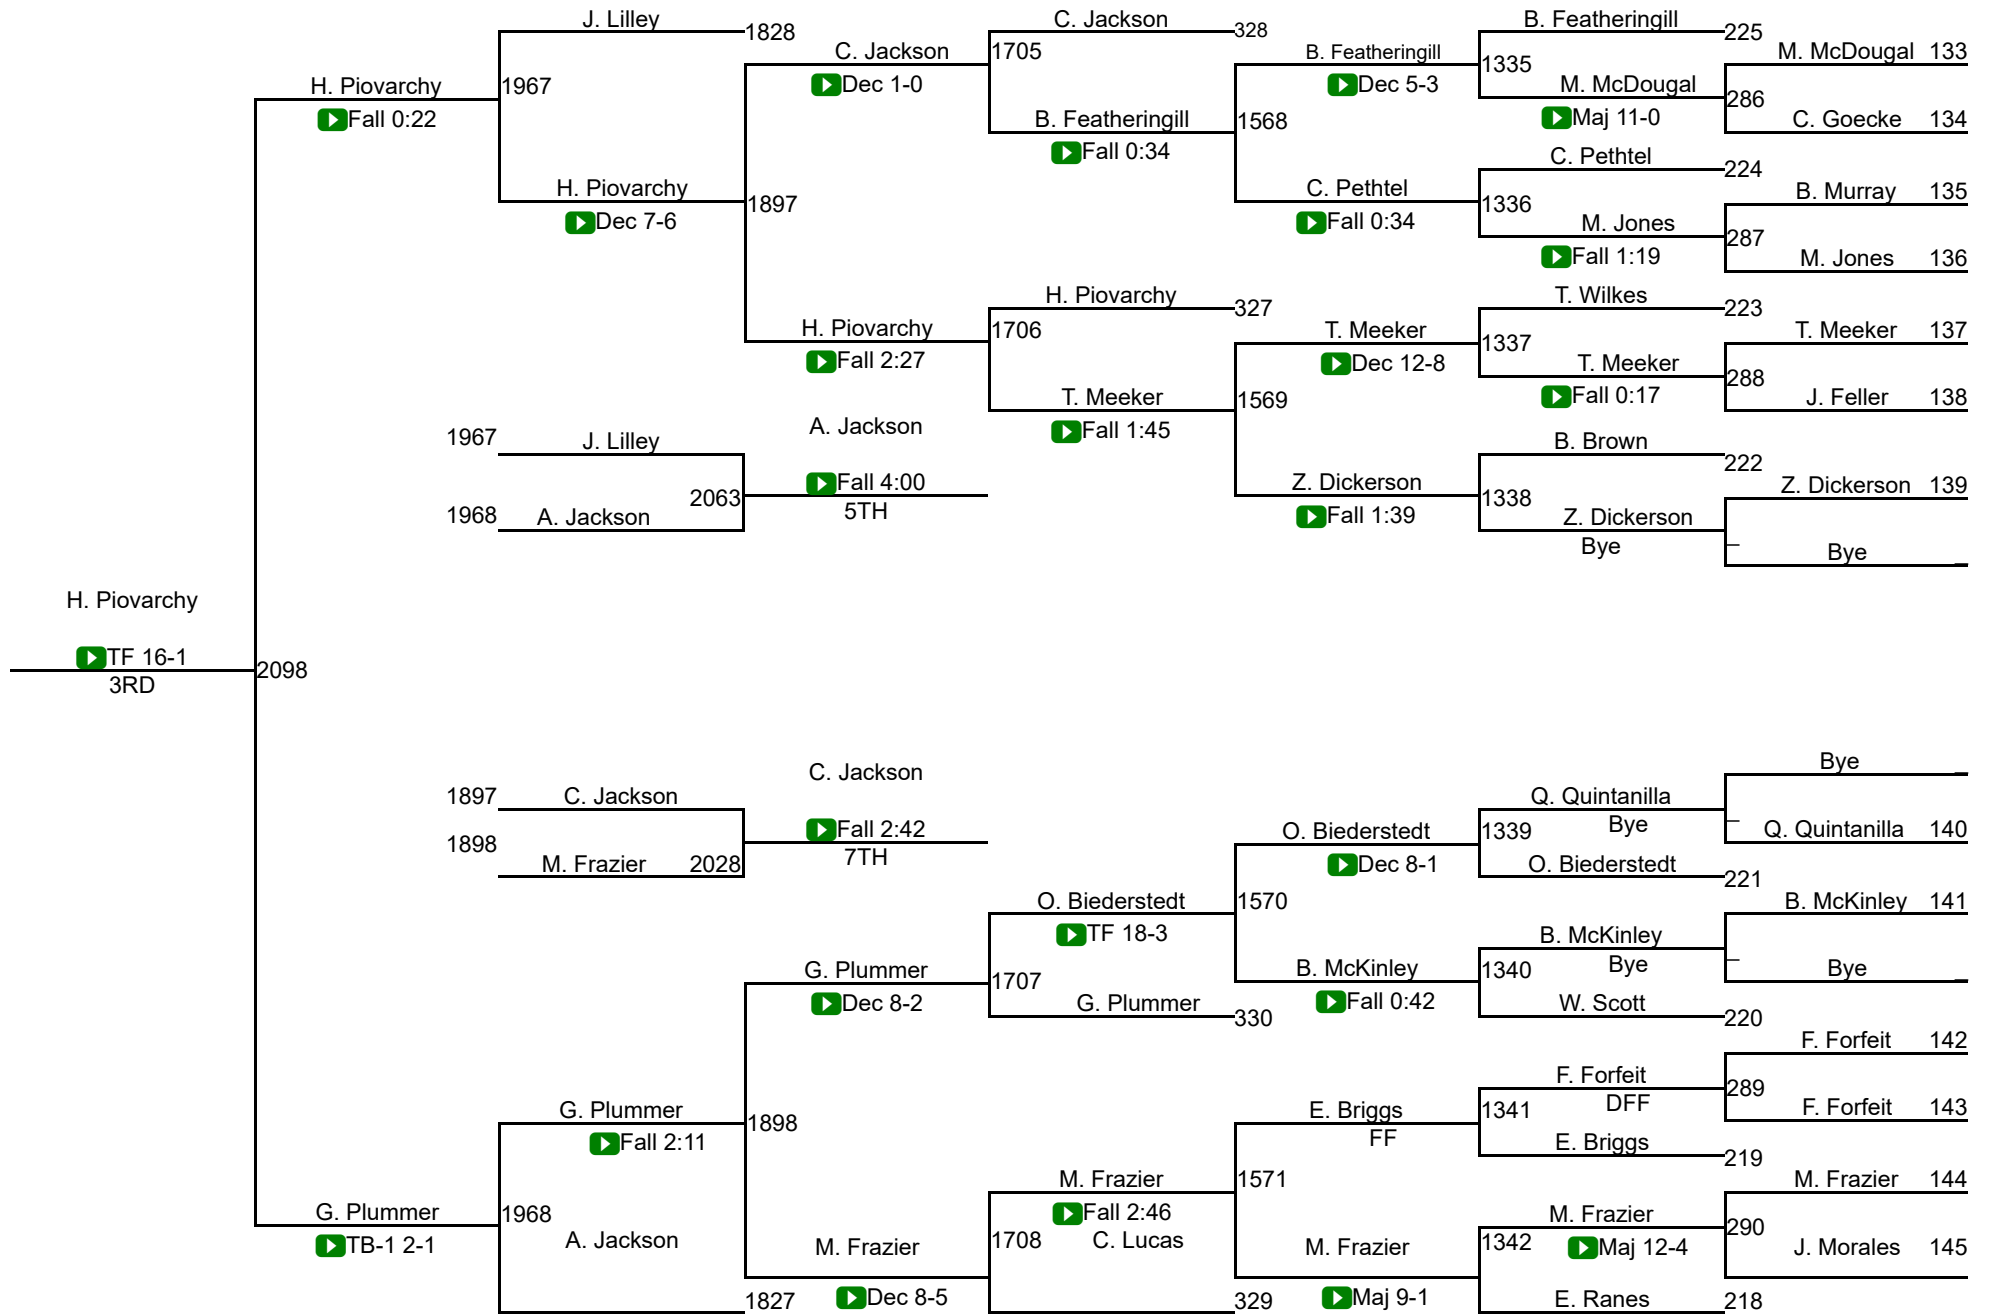 J. Lilley
C. Jackson
B. Featheringill
1828
328
225
C. Jackson
1705
B. Featheringill
M. McDougal 133
Dec 1-0
Dec 5-3
1335
H. Piovarchy
1967
M. McDougal
286
Fall 0:22
B. Featheringill
1568
Maj 11-0
C. Goecke 134
Fall 0:34
C. Pethtel
224
H. Piovarchy
1897
C. Pethtel
1336
B. Murray 135
Dec 7-6
Fall 0:34
M. Jones
287
Fall 1:19
M. Jones 136
H. Piovarchy
327
T. Wilkes
223
H. Piovarchy
1706
T. Meeker
1337
T. Meeker 137
Fall 2:27
Dec 12-8
T. Meeker
288
T. Meeker
1569
Fall 0:17
J. Feller 138
A. Jackson
Fall 1:45
1967
J. Lilley
B. Brown
222
Fall 4:00
Z. Dickerson
Z. Dickerson 139
2063
5TH
1338
1968
A. Jackson
Fall 1:39
Z. Dickerson
Bye
Bye
H. Piovarchy
TF 16-1
2098
3RD
Bye
C. Jackson
1897
C. Jackson
Q. Quintanilla
Fall 2:42
O. Biederstedt
1339
Bye
Q. Quintanilla 140
1898
7TH
Dec 8-1
M. Frazier
2028
O. Biederstedt
221
O. Biederstedt
1570
B. McKinley 141
TF 18-3
B. McKinley
G. Plummer
1707
B. McKinley
1340
Bye
Bye
Dec 8-2
G. Plummer
330
Fall 0:42
W. Scott
220
F. Forfeit 142
F. Forfeit
289
G. Plummer
1898
E. Briggs
1341
DFF
F. Forfeit 143
Fall 2:11
FF
E. Briggs
219
M. Frazier
1571
M. Frazier 144
G. Plummer
1968
Fall 2:46
M. Frazier
290
TB-1 2-1
A. Jackson
M. Frazier
1708
C. Lucas
M. Frazier
1342
Maj 12-4
J. Morales 145
1827
Dec 8-5
329
Maj 9-1
E. Ranes
218